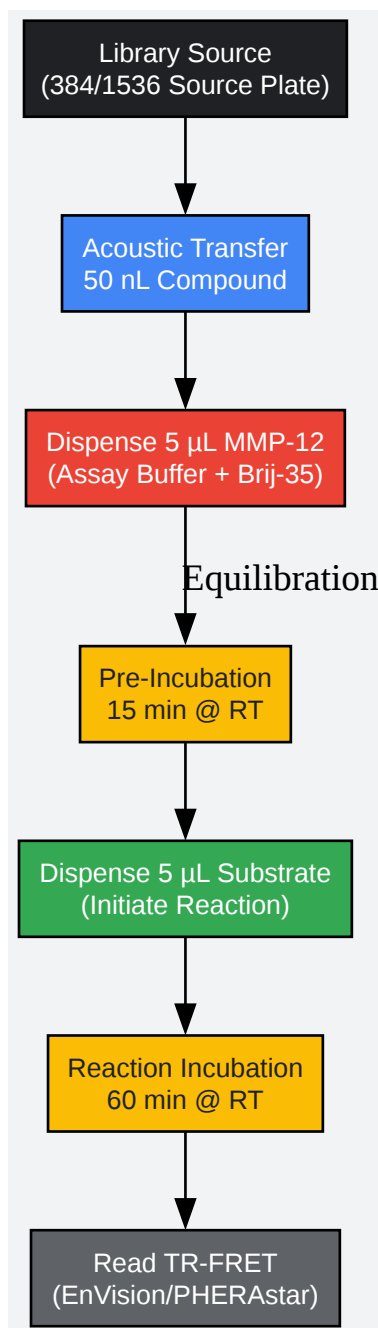 Library Source
(384/1536 Source Plate)
Acoustic Transfer
50 nL Compound
Dispense 5 µL MMP-12
(Assay Buffer + Brij-35)
Equilibration
Pre-Incubation
15 min @ RT
Dispense 5 µL Substrate
(Initiate Reaction)
Reaction Incubation
60 min @ RT
Read TR-FRET
(EnVision/PHERAstar)